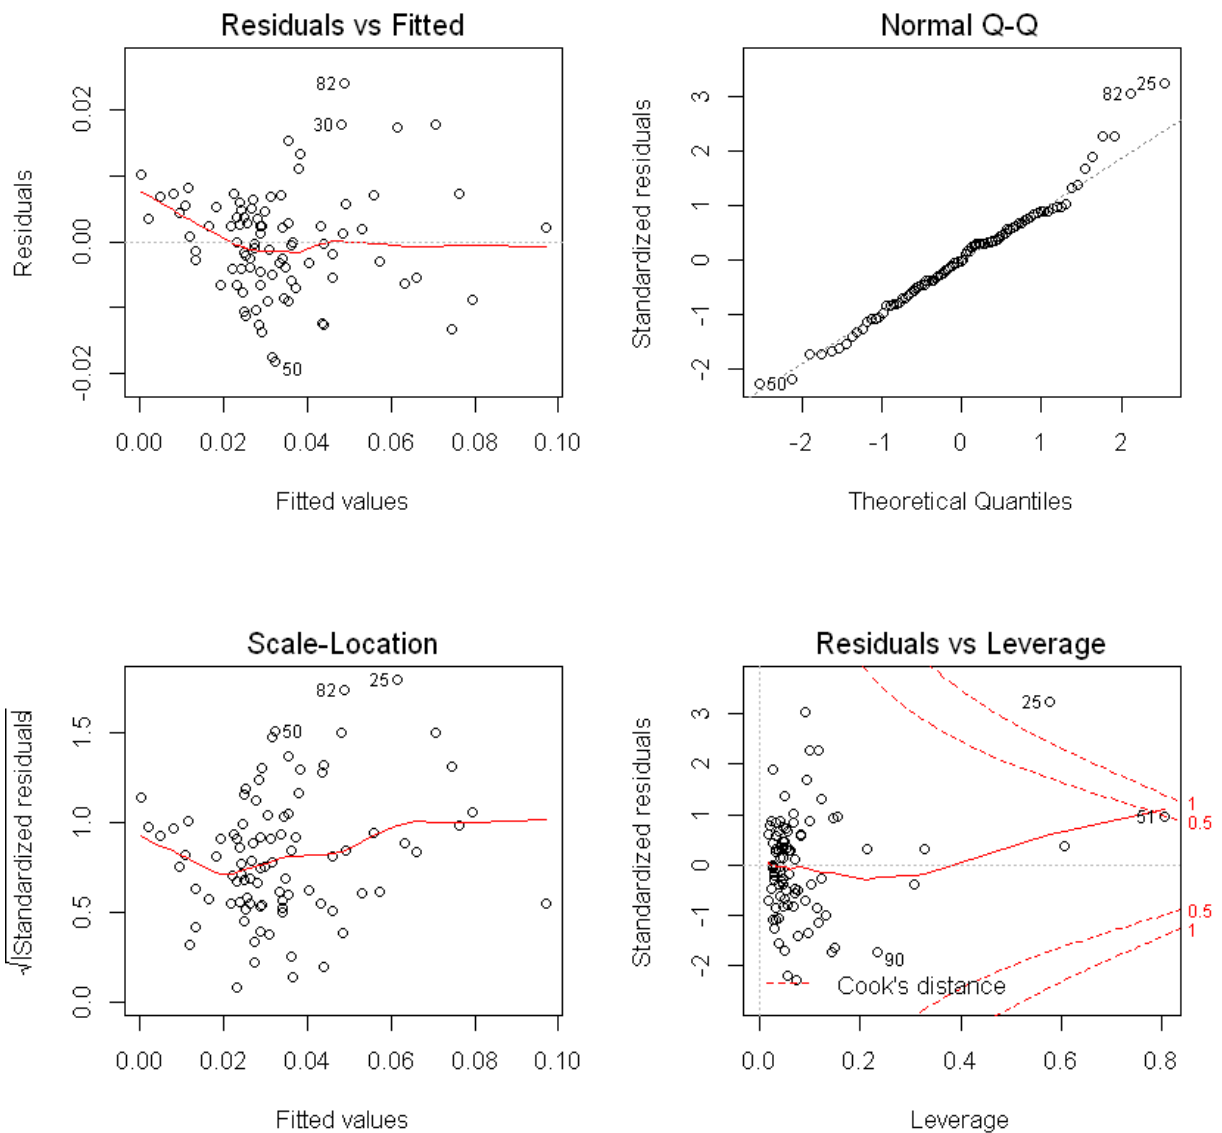 Residuals vs Fitted
Residuals
0.02
0.00
-0.02
82
30
50
0.00 0.02 0.04 0.06 0.08 0.10
Fitted values
Normal Q-Q
Standardized residuals
3
2
1
0
-1
-2
82 25
50
-2 -1 0 1 2
Theoretical Quantiles
Scale-Location
√|Standardized residuals|
1.5
1.0
0.5
0.0
82 25
50
0.00 0.02 0.04 0.06 0.08 0.10
Fitted values
Residuals vs Leverage
Standardized residuals
3
2
1
0
-1
-2
25
51
90
1
0.5
0.5
1
Cook's distance
0.0 0.2 0.4 0.6 0.8
Leverage